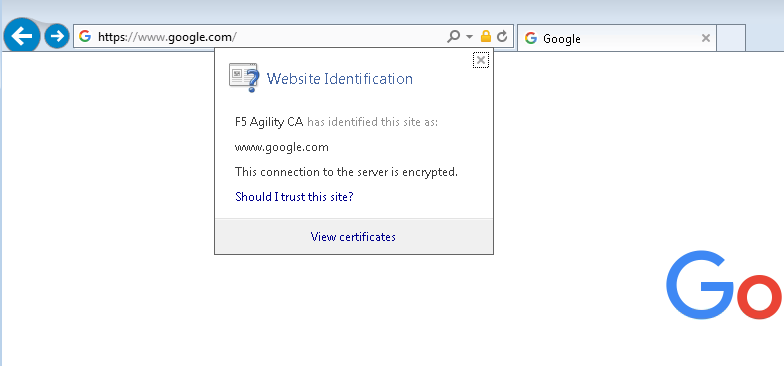 https://www.google.com/
Google
Website Identification
F5 Agility CA has identified this site as:
www.google.com
This connection to the server is encrypted.
Should I trust this site?
View certificates
Go